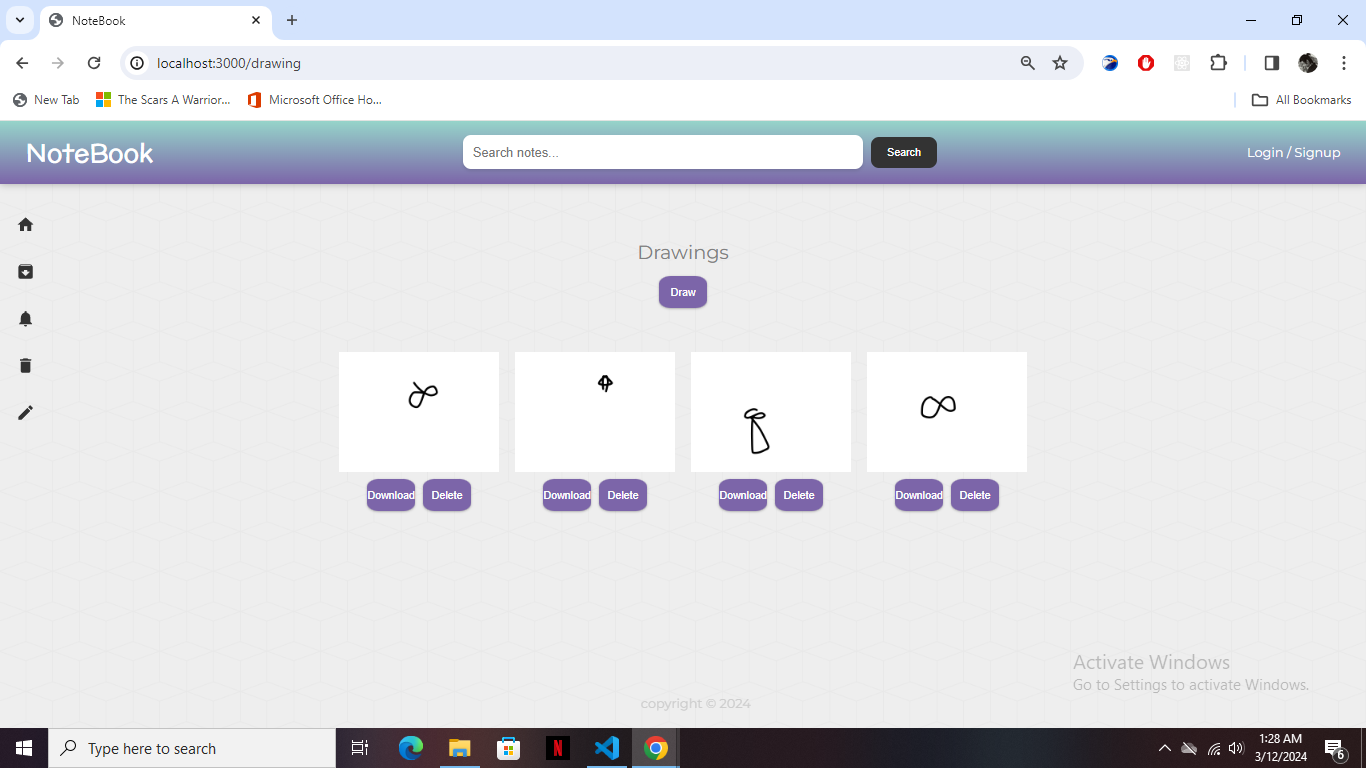 NoteBook
localhost:3000/drawing
New Tab
The Scars A Warrior...
Microsoft Office Ho...
All Bookmarks
NoteBook
Search notes...
Search
Login / Signup
Drawings
Draw
Download Delete Download Delete Download Delete Download Delete
Activate Windows
Go to Settings to activate Windows.
copyright © 2024
Type here to search
N
1:28 AM
3/12/2024
6